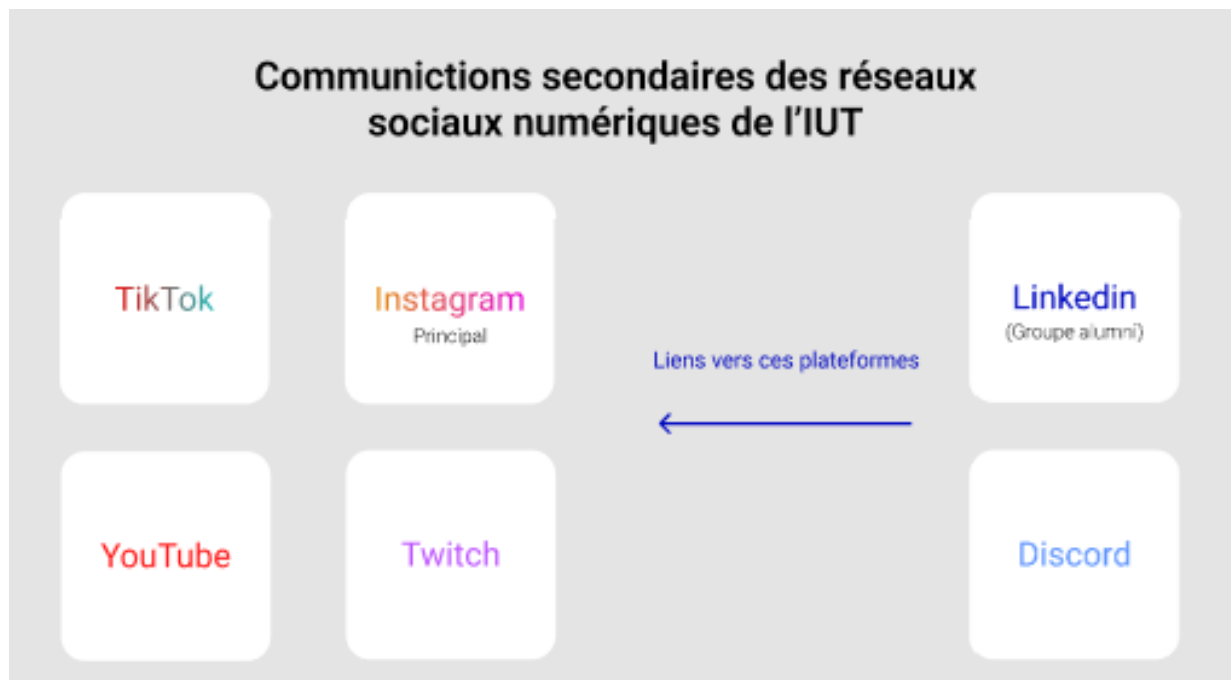 Communictions secondaires des réseaux
sociaux numériques de l'IUT
TikTok
Instagram
Principal
Linkedin
(Groupe alumni)
Liens vers ces plateformes
YouTube
Twitch
Discord